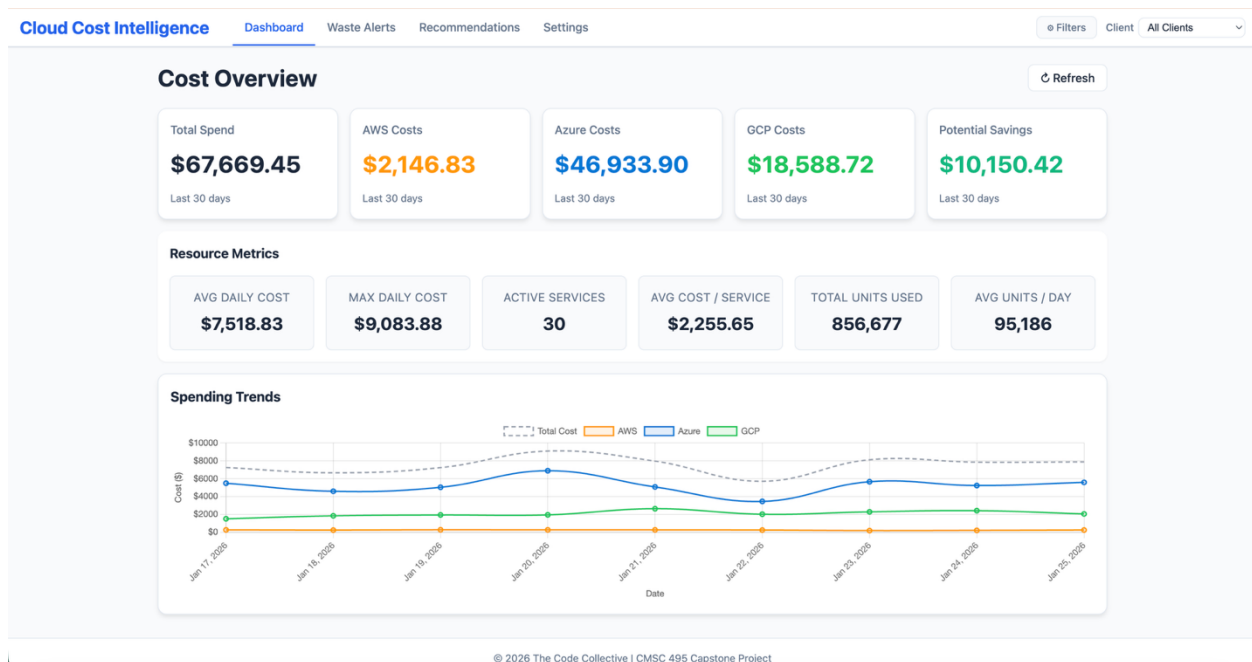 Cloud Cost Intelligence Dashboard Waste Alerts Recommendations Settings Filters Client All Clients
Cost Overview
Refresh
Total Spend
$67,669.45
Last 30 days
AWS Costs
$2,146.83
Last 30 days
Azure Costs
$46,933.90
Last 30 days
GCP Costs
$18,588.72
Last 30 days
Potential Savings
$10,150.42
Last 30 days
Resource Metrics
AVG DAILY COST
$7,518.83
MAX DAILY COST
$9,083.88
ACTIVE SERVICES
30
AVG COST / SERVICE
$2,255.65
TOTAL UNITS USED
856,677
AVG UNITS / DAY
95,186
Spending Trends
Total Cost AWS Azure GCP
Cost ($)
$10000
$8000
$6000
$4000
$2000
$0
Jan 17, 2026
Jan 18, 2026
Jan 19, 2026
Jan 20, 2026
Jan 21, 2026
Jan 22, 2026
Jan 23, 2026
Jan 24, 2026
Jan 25, 2026
Date
© 2026 The Code Collective | CMSC 495 Capstone Project